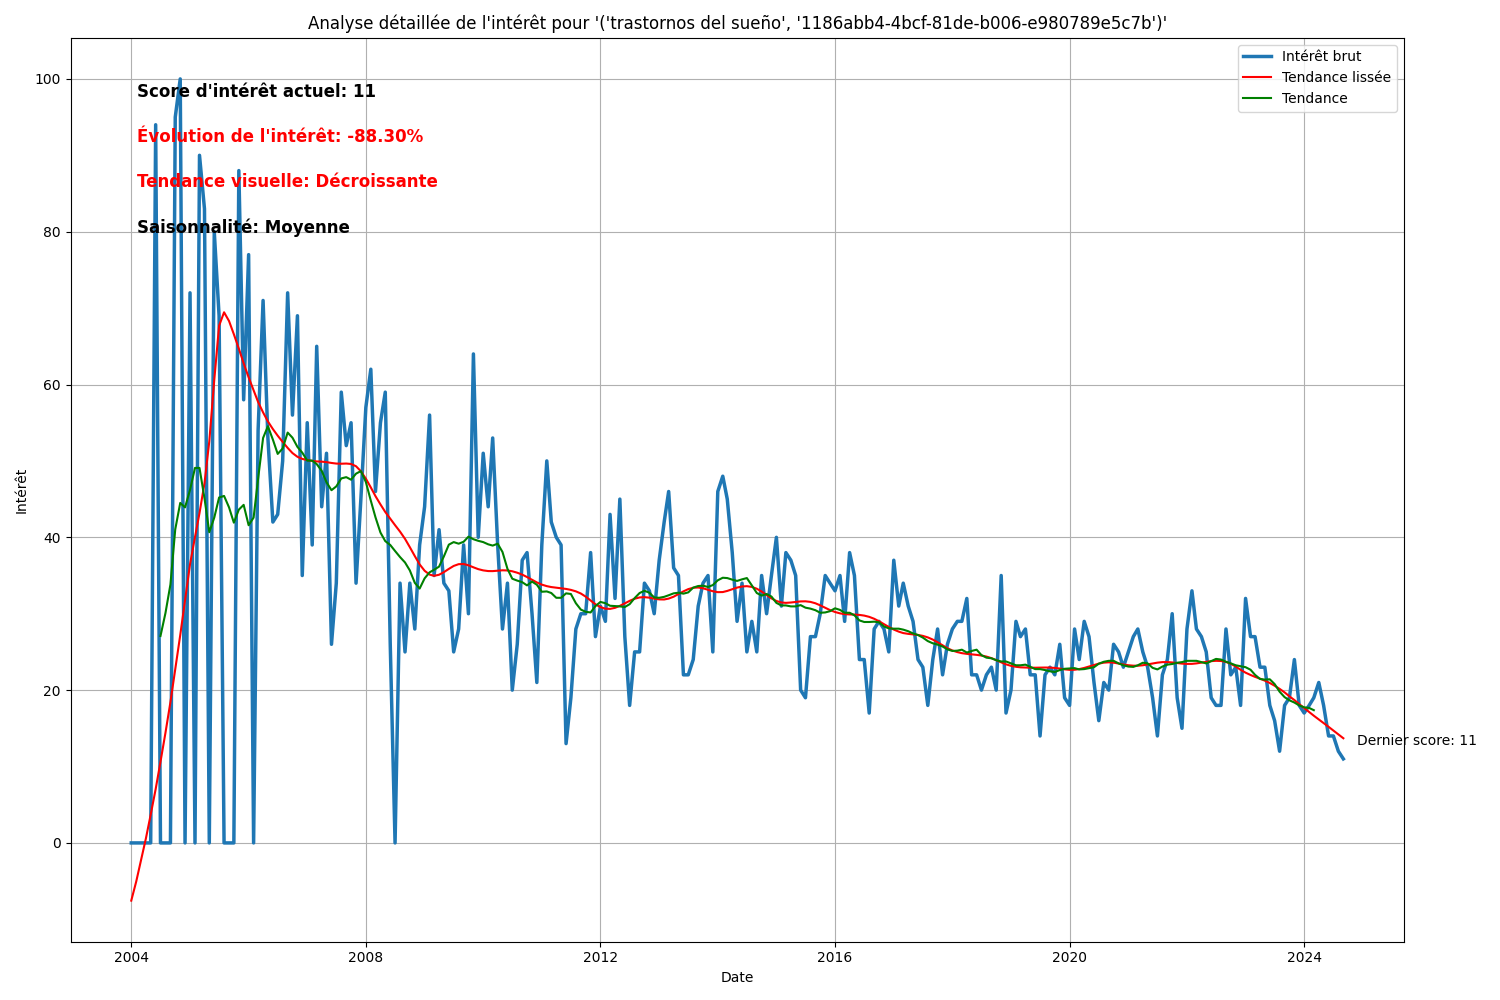 Analyse détaillée de l'intérêt pour '('trastornos del sueño', '1186abb4-4bcf-81de-b006-e980789e5c7b')'
Intérêt brut
Tendance lissée
Tendance
Score d'intérêt actuel: 11
Évolution de l'intérêt: -88.30%
Tendance visuelle: Décroissante
Saisonnalité: Moyenne
100
80
60
40
20
0
Intérêt
Dernier score: 11
2004
2008
2012
2016
2020
2024
Date